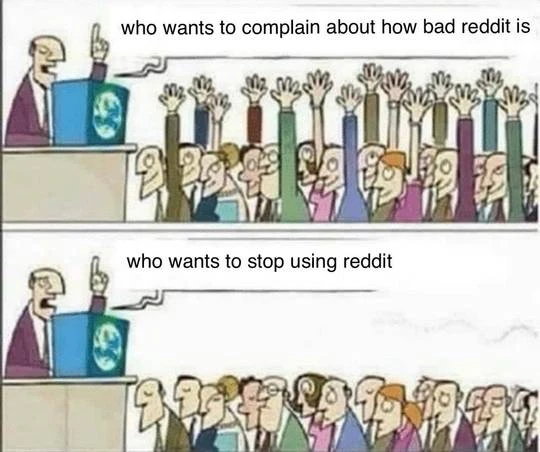 who wants to complain about how bad reddit is
who wants to stop using reddit